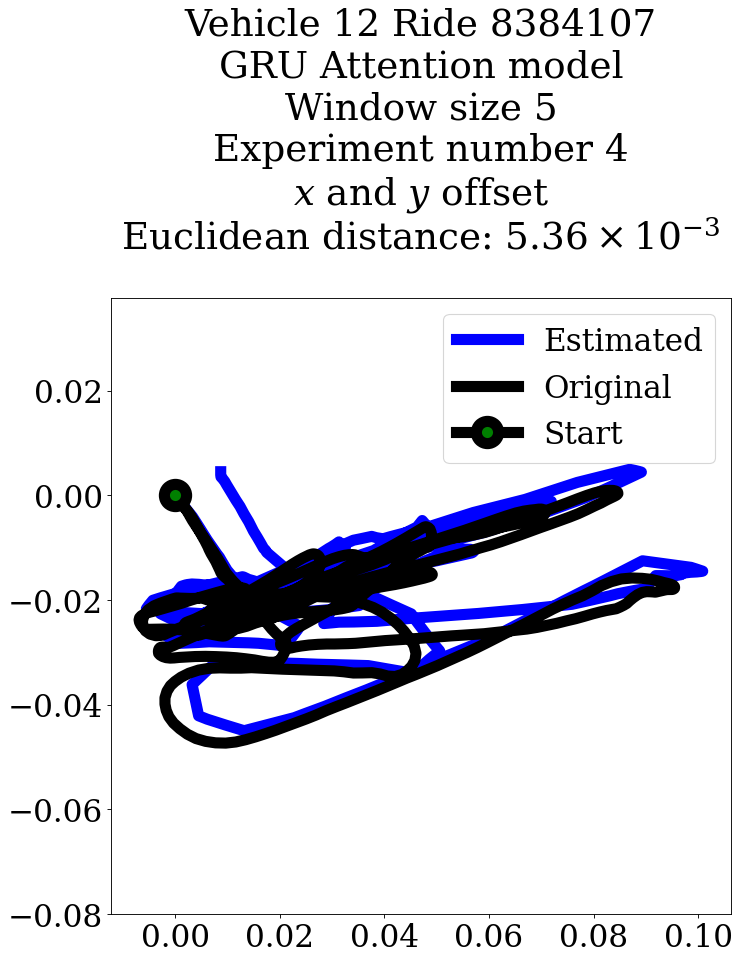 Vehicle 12 Ride 8384107
GRU Attention model
Window size 5
Experiment number 4
x and y offset
Euclidean distance: 5.36 × 10⁻³
Estimated
Original
Start
0.02
0.00
−0.02
−0.04
−0.06
−0.08
0.00 0.02 0.04 0.06 0.08 0.10